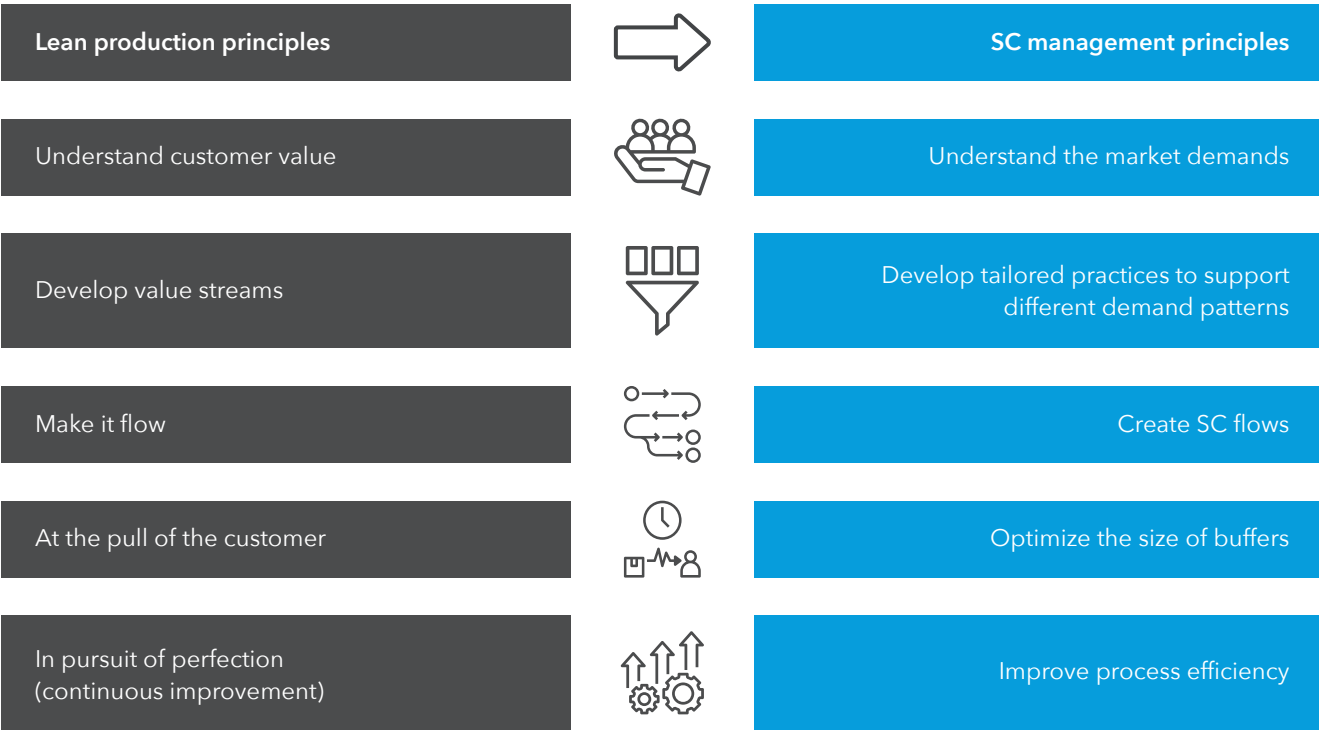 Lean production principles
SC management principles
Understand customer value
Understand the market demands
Develop value streams
Develop tailored practices to support
different demand patterns
Make it flow
Create SC flows
At the pull of the customer
Optimize the size of buffers
In pursuit of perfection
(continuous improvement)
Improve process efficiency